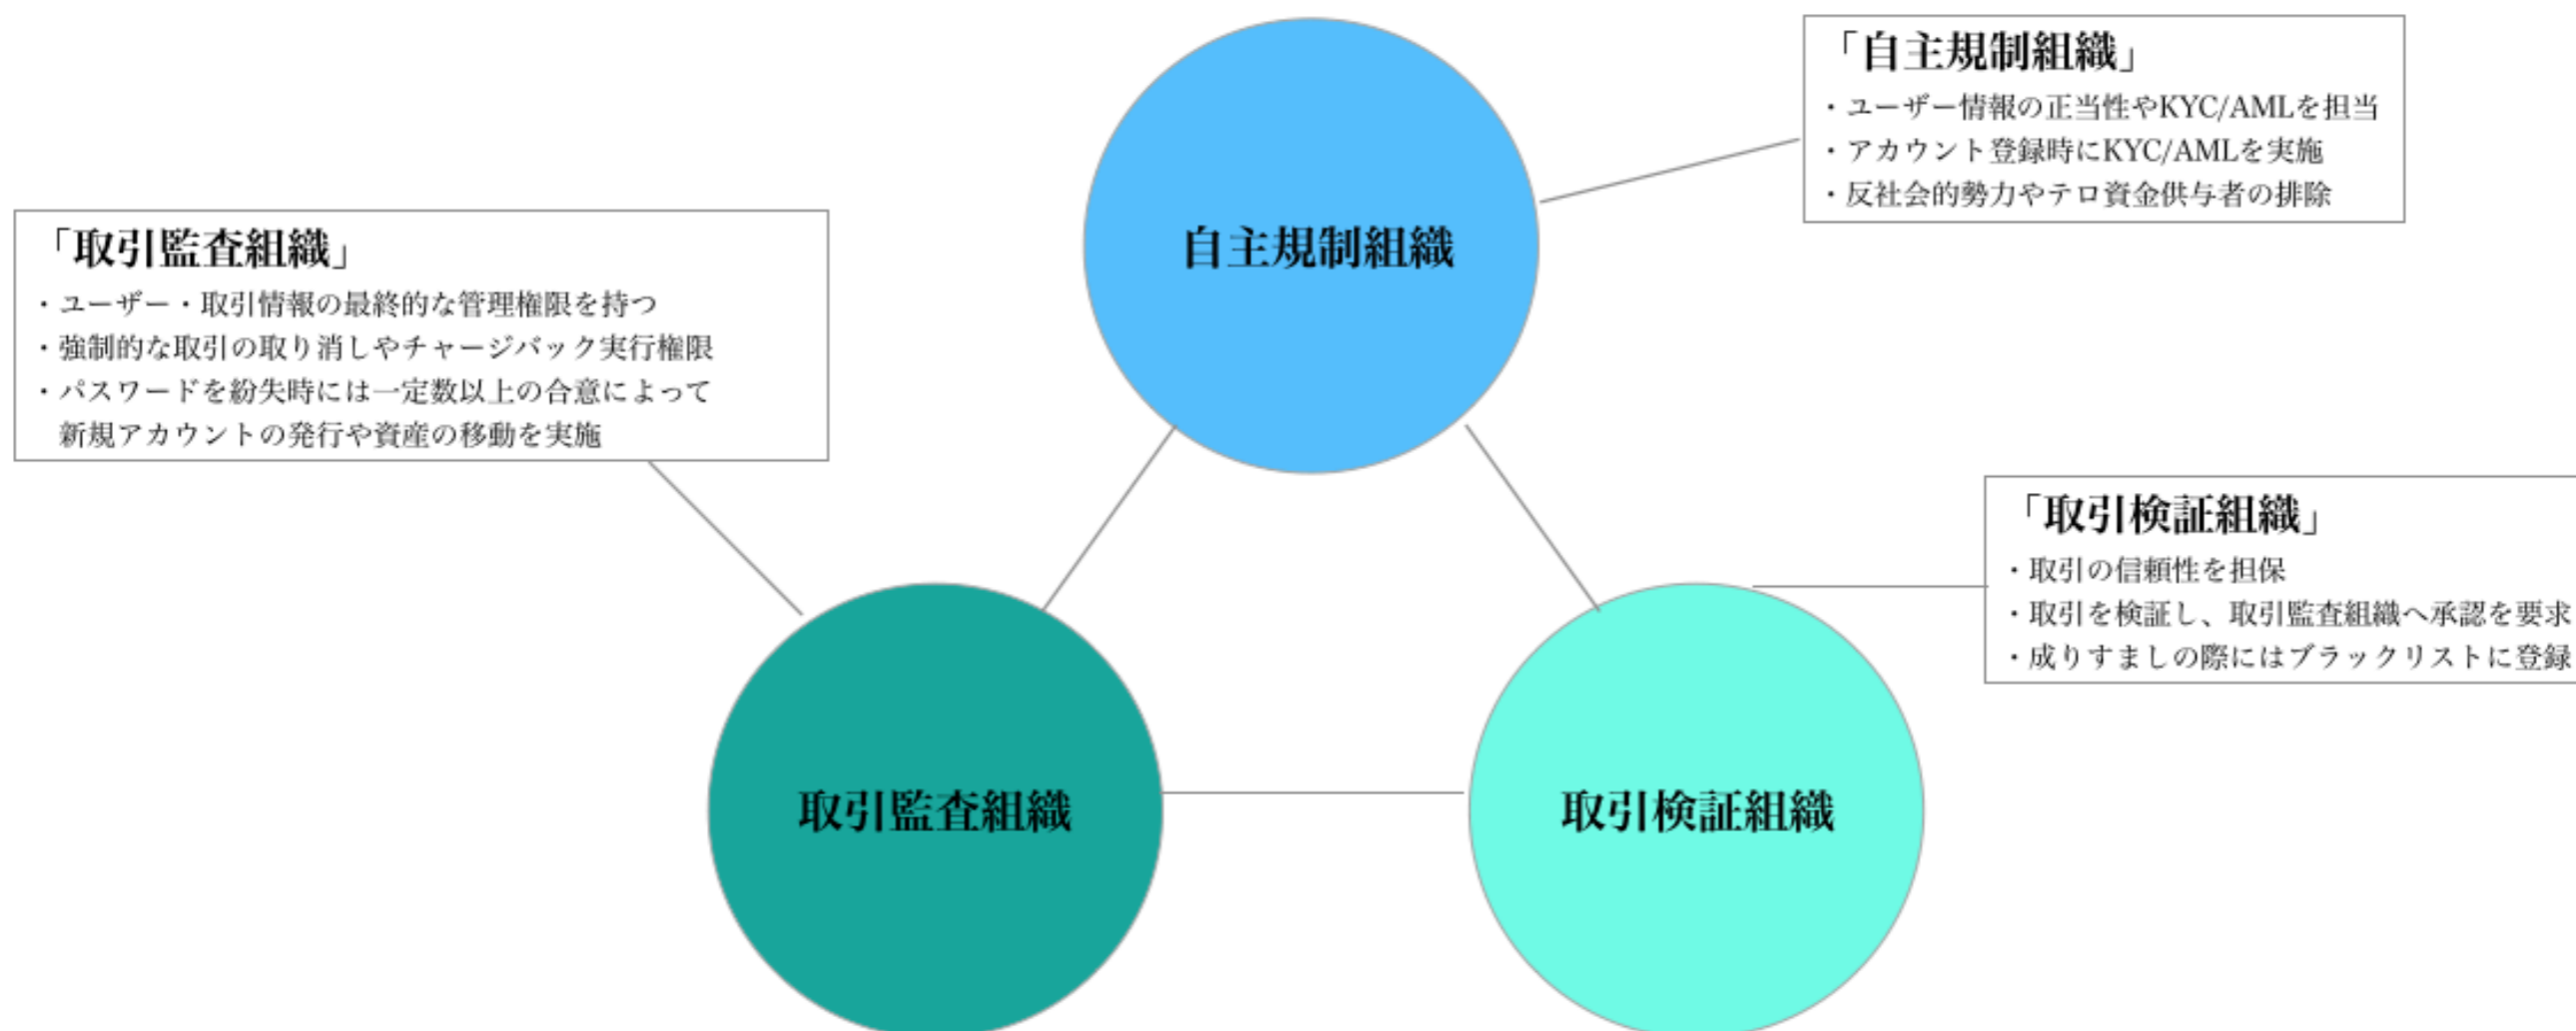 「自主規制組織」
・ユーザー情報の正当性やKYC/AMLを担当
・アカウント登録時にKYC/AMLを実施
・反社会的勢力やテロ資金供与者の排除
自主規制組織
「取引監査組織」
・ユーザー・取引情報の最終的な管理権限を持つ
・強制的な取引の取り消しやチャージバック実行権限
・パスワードを紛失時には一定数以上の合意によって
新規アカウントの発行や資産の移動を実施
「取引検証組織」
・取引の信頼性を担保
・取引を検証し、取引監査組織へ承認を要求
・成りすましの際にはブラックリストに登録
取引監査組織
取引検証組織